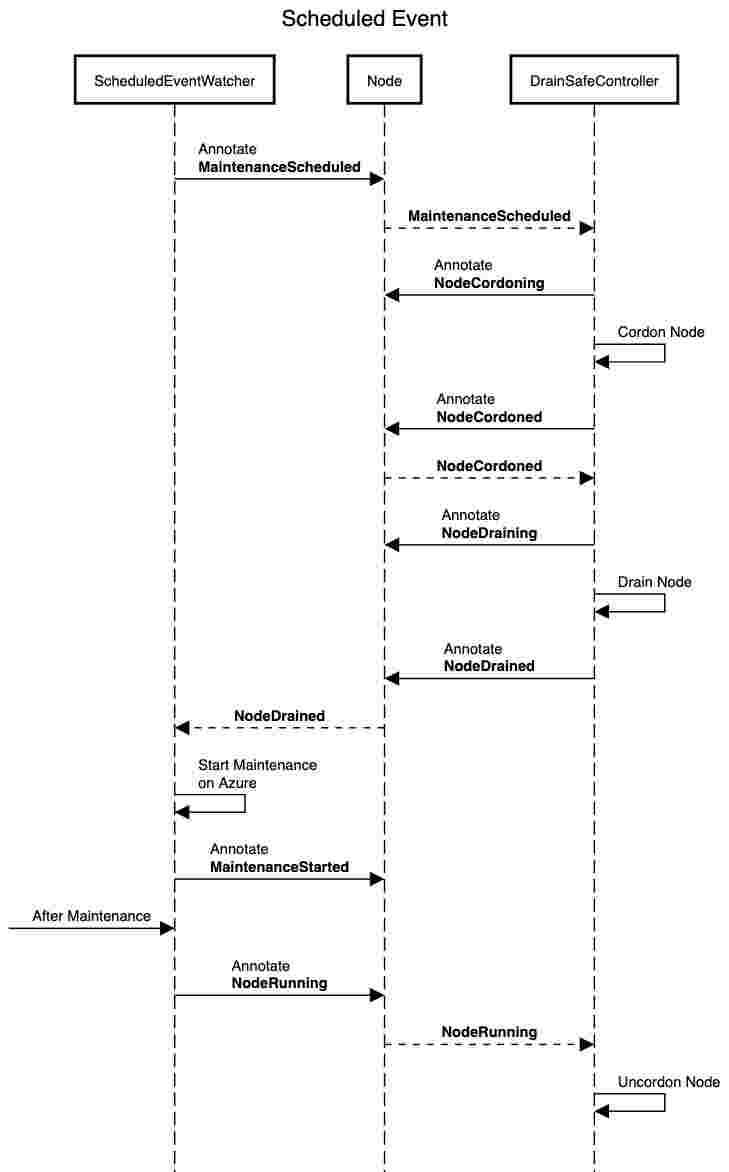 Scheduled Event
ScheduledEventWatcher
Node
DrainSafeController
Annotate
MaintenanceScheduled
MaintenanceScheduled
Annotate
NodeCordoning
Cordon Node
Annotate
NodeCordoned
NodeCordoned
Annotate
NodeDraining
Drain Node
Annotate
NodeDrained
NodeDrained
Start Maintenance
on Azure
Annotate
MaintenanceStarted
After Maintenance
Annotate
NodeRunning
NodeRunning
Uncordon Node